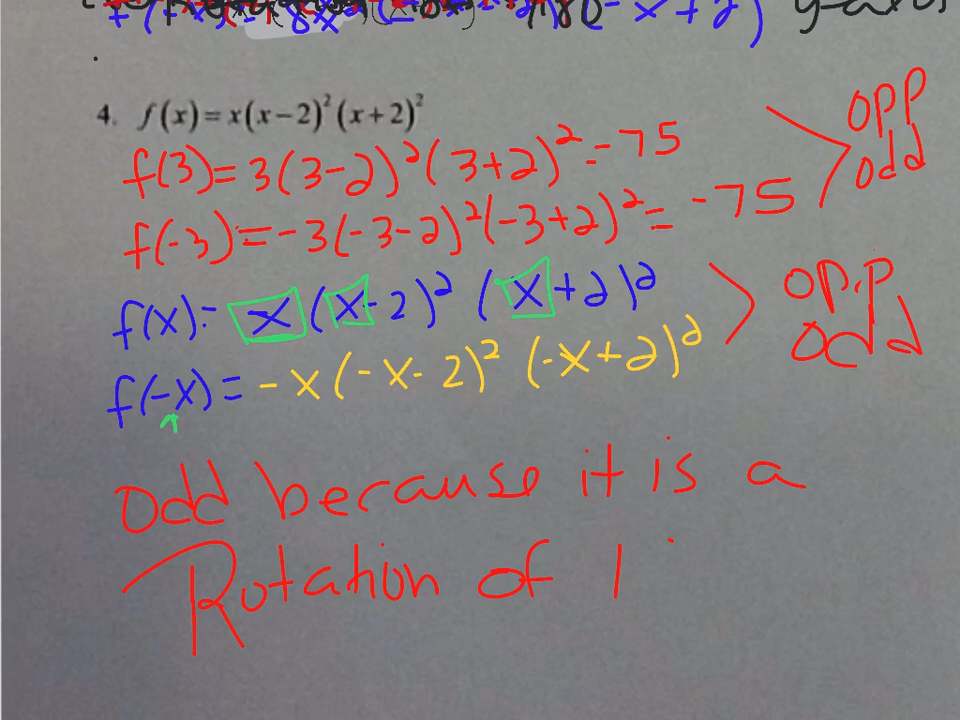 -x+2)
4. f(x)=x(x-2)²(x+2)²
f(3)=3(3-2)²(3+2)²=-75
opp
odd
f(-3)=-3(-3-2)²(-3+2)²=-75
f(x)=x(x-2)²(x+2)²
opp
odd
f(-x)=-x(-x-2)²(-x+2)²
odd because it is a
Rotation of 1